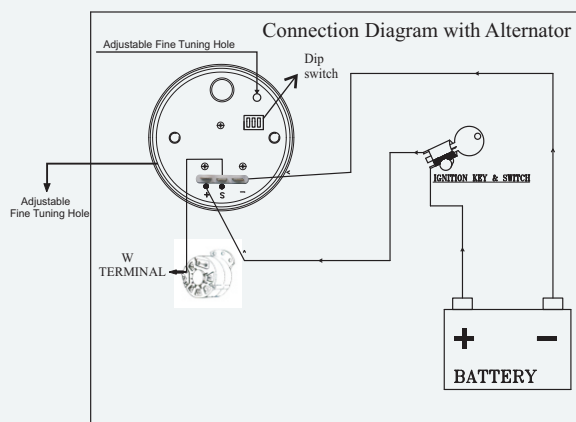 Connection Diagram with Alternator
Adjustable Fine Tuning Hole
Dip
switch
Adjustable
Fine Tuning Hole
+ S -
IGNITION KEY & SWITCH
W
TERMINAL
+ -
BATTERY